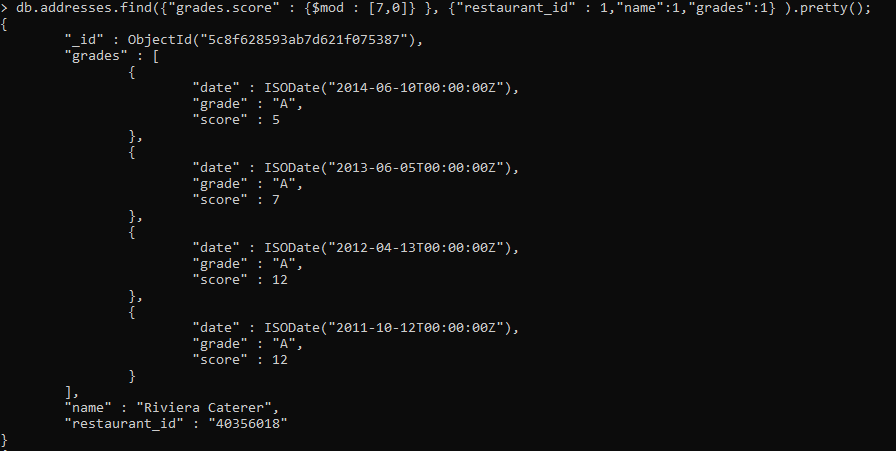 > db.addresses.find({"grades.score" : {$mod : [7,0]} }, {"restaurant_id" : 1,"name":1,"grades":1} ).pretty();
{
        "_id" : ObjectId("5c8f628593ab7d621f075387"),
        "grades" : [
                {
                        "date" : ISODate("2014-06-10T00:00:00Z"),
                        "grade" : "A",
                        "score" : 5
                },
                {
                        "date" : ISODate("2013-06-05T00:00:00Z"),
                        "grade" : "A",
                        "score" : 7
                },
                {
                        "date" : ISODate("2012-04-13T00:00:00Z"),
                        "grade" : "A",
                        "score" : 12
                },
                {
                        "date" : ISODate("2011-10-12T00:00:00Z"),
                        "grade" : "A",
                        "score" : 12
                }
        ],
        "name" : "Riviera Caterer",
        "restaurant_id" : "40356018"
}